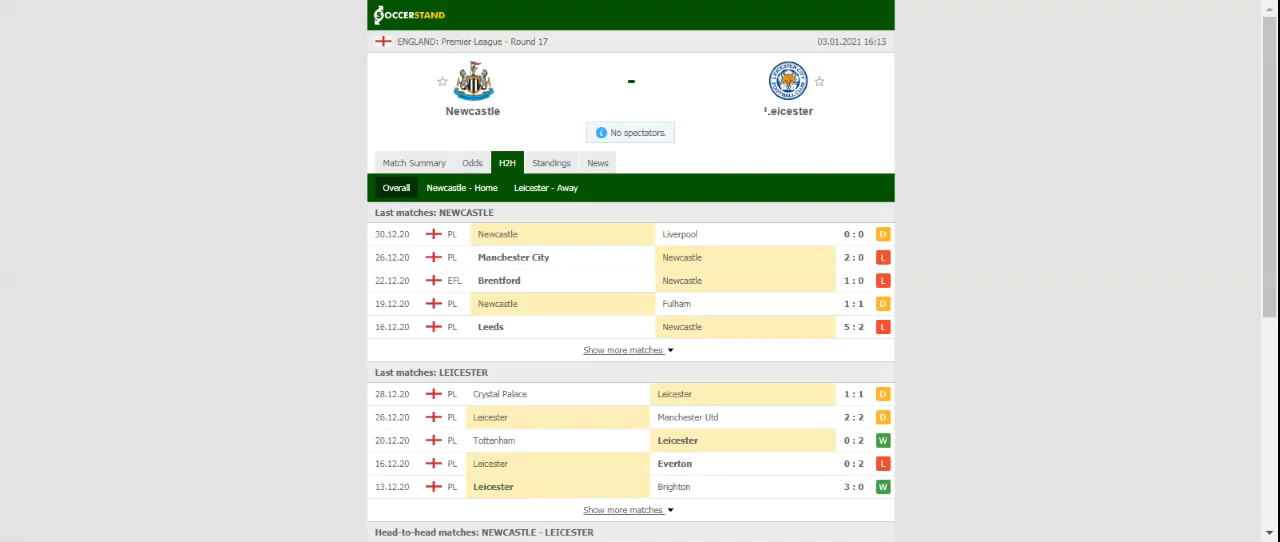 SOCCERSTAND
ENGLAND: Premier League - Round 17 03.01.2021 16:15
-
Newcastle Leicester
No spectators.
Match Summary Odds H2H Standings News
Overall Newcastle - Home Leicester - Away
Last matches: NEWCASTLE
30.12.20 PL Newcastle Liverpool 0 : 0 D
26.12.20 PL Manchester City Newcastle 2 : 0 L
22.12.20 EFL Brentford Newcastle 1 : 0 L
19.12.20 PL Newcastle Fulham 1 : 1 D
16.12.20 PL Leeds Newcastle 5 : 2 L
Show more matches
Last matches: LEICESTER
28.12.20 PL Crystal Palace Leicester 1 : 1 D
26.12.20 PL Leicester Manchester Utd 2 : 2 D
20.12.20 PL Tottenham Leicester 0 : 2 W
16.12.20 PL Leicester Everton 0 : 2 L
13.12.20 PL Leicester Brighton 3 : 0 W
Show more matches
Head-to-head matches: NEWCASTLE - LEICESTER